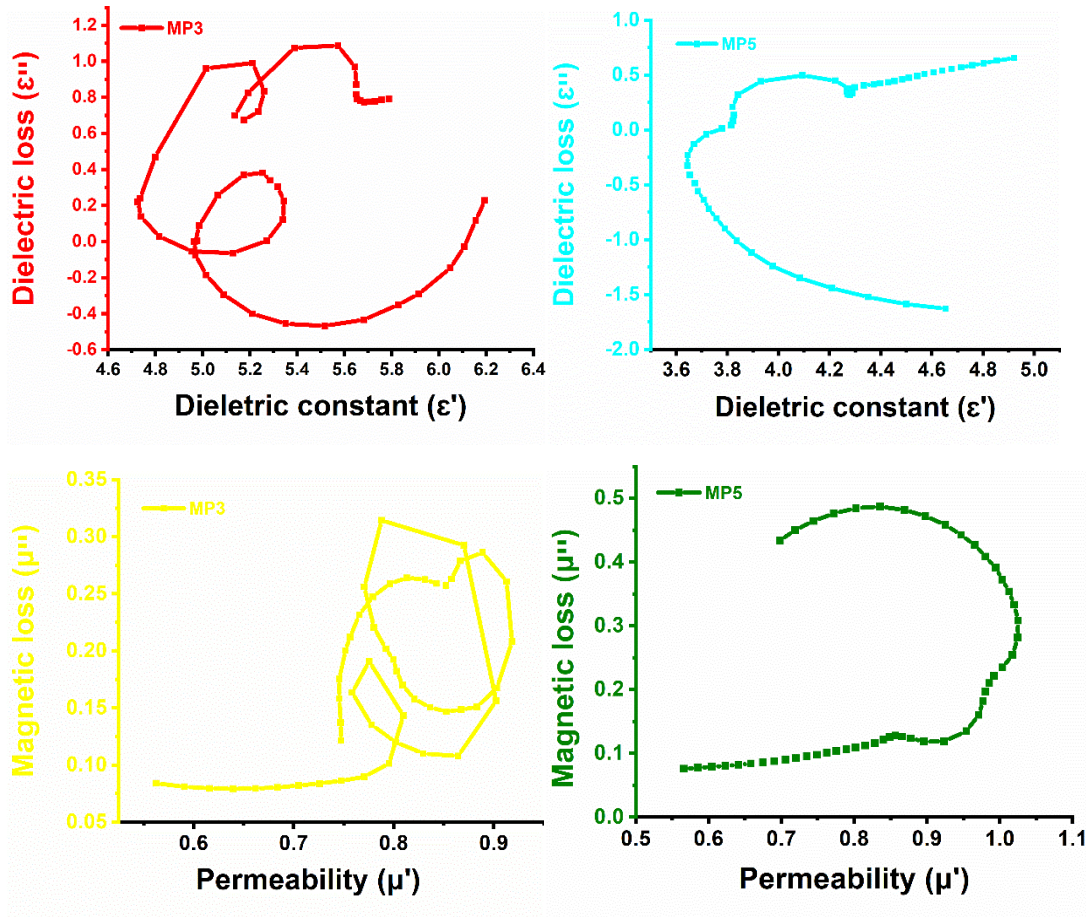 MP3
Dielectric loss (ε'')
1.2
1.0
0.8
0.6
0.4
0.2
0.0
-0.2
-0.4
-0.6
4.6 4.8 5.0 5.2 5.4 5.6 5.8 6.0 6.2 6.4
Dieletric constant (ε')
MP5
Dielectric loss (ε'')
1.0
0.5
0.0
-0.5
-1.0
-1.5
-2.0
3.6 3.8 4.0 4.2 4.4 4.6 4.8 5.0
Dieletric constant (ε')
MP3
Magnetic loss (μ'')
0.35
0.30
0.25
0.20
0.15
0.10
0.05
0.6 0.7 0.8 0.9
Permeability (μ')
MP5
Magnetic loss (μ'')
0.5
0.4
0.3
0.2
0.1
0.0
0.5 0.6 0.7 0.8 0.9 1.0 1.1
Permeability (μ')